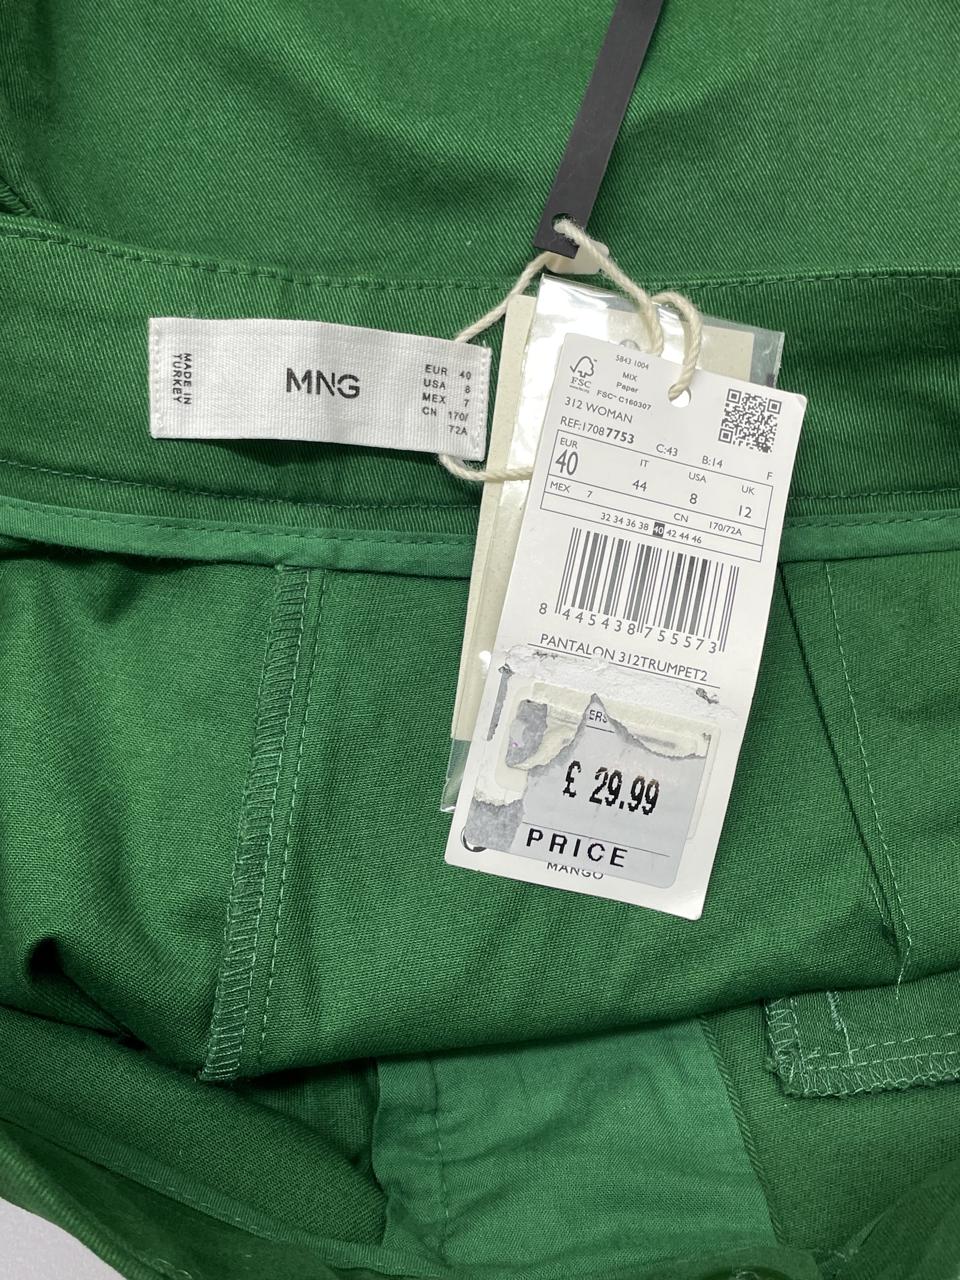 MADE IN
TURKEY
MNG
EUR 40
USA 8
MEX 7
CN 170/
72A
5843 1004
FSC
MIX
Paper
FSC™ C160307
312 WOMAN
REF:17087753
C:43 B:14 F
EUR IT USA UK
40 44 8 12
MEX 7 CN 170/72A
32 34 36 38 40 42 44 46
8 445438 755573
PANTALON 312TRUMPET2
ERS
£ 29.99
PRICE
MANGO